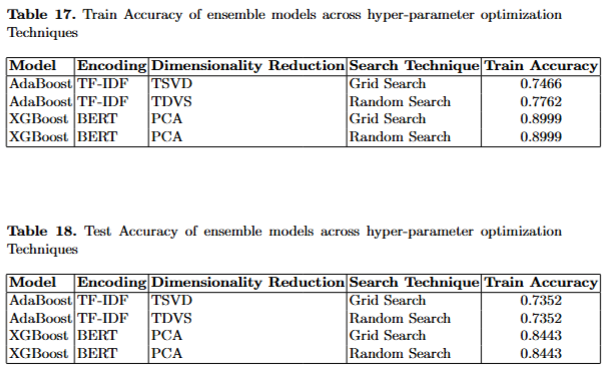 Table 17. Train Accuracy of ensemble models across hyper-parameter optimization
Techniques
Model Encoding Dimensionality Reduction Search Technique Train Accuracy
AdaBoost TF-IDF TSVD Grid Search 0.7466
AdaBoost TF-IDF TDVS Random Search 0.7762
XGBoost BERT PCA Grid Search 0.8999
XGBoost BERT PCA Random Search 0.8999
Table 18. Test Accuracy of ensemble models across hyper-parameter optimization
Techniques
Model Encoding Dimensionality Reduction Search Technique Train Accuracy
AdaBoost TF-IDF TSVD Grid Search 0.7352
AdaBoost TF-IDF TDVS Random Search 0.7352
XGBoost BERT PCA Grid Search 0.8443
XGBoost BERT PCA Random Search 0.8443